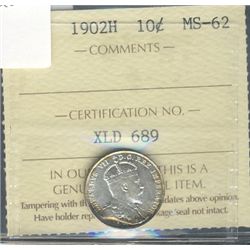 1902H 10¢ MS-62
—COMMENTS—
—CERTIFICATION NO.—
XLD 689
IN OU THIS IS A
GENU L ITEM.
Tampering with th dates above opinion.
Have holder rep kage/seal not intact.